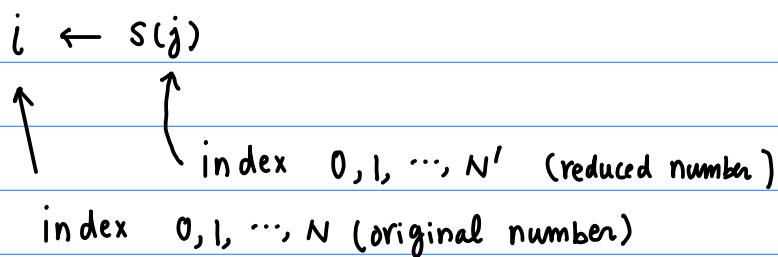 i ← S(j)
index 0, 1, ⋯, N' (reduced number)
index 0, 1, ⋯, N (original number)